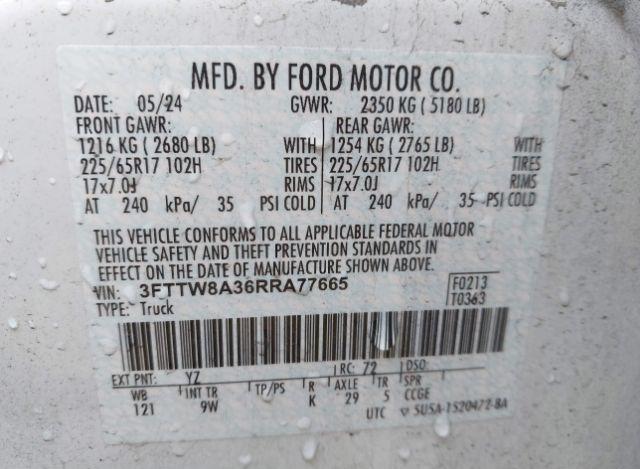 MFD. BY FORD MOTOR CO.
DATE: 05/24 GVWR: 2350 KG ( 5180 LB)
FRONT GAWR: REAR GAWR:
1216 KG ( 2680 LB) WITH 1254 KG ( 2765 LB) WITH
225/65R17 102H TIRES 225/65R17 102H TIRES
17x7.0J RIMS 17x7.0J RIMS
AT 240 kPa/ 35 PSI COLD AT 240 kPa/ 35 PSI COLD
THIS VEHICLE CONFORMS TO ALL APPLICABLE FEDERAL MOTOR
VEHICLE SAFETY AND THEFT PREVENTION STANDARDS IN
EFFECT ON THE DATE OF MANUFACTURE SHOWN ABOVE.
VIN: 3FTTW8A36RRA77665 F0213
TYPE: Truck T0363
EXT PNT: YZ RC: 72 DSO:
WB INT TR TP/PS R AXLE TR SPR
121 9W K 29 5 CCGE
UTC 5U5A-1520472-BA